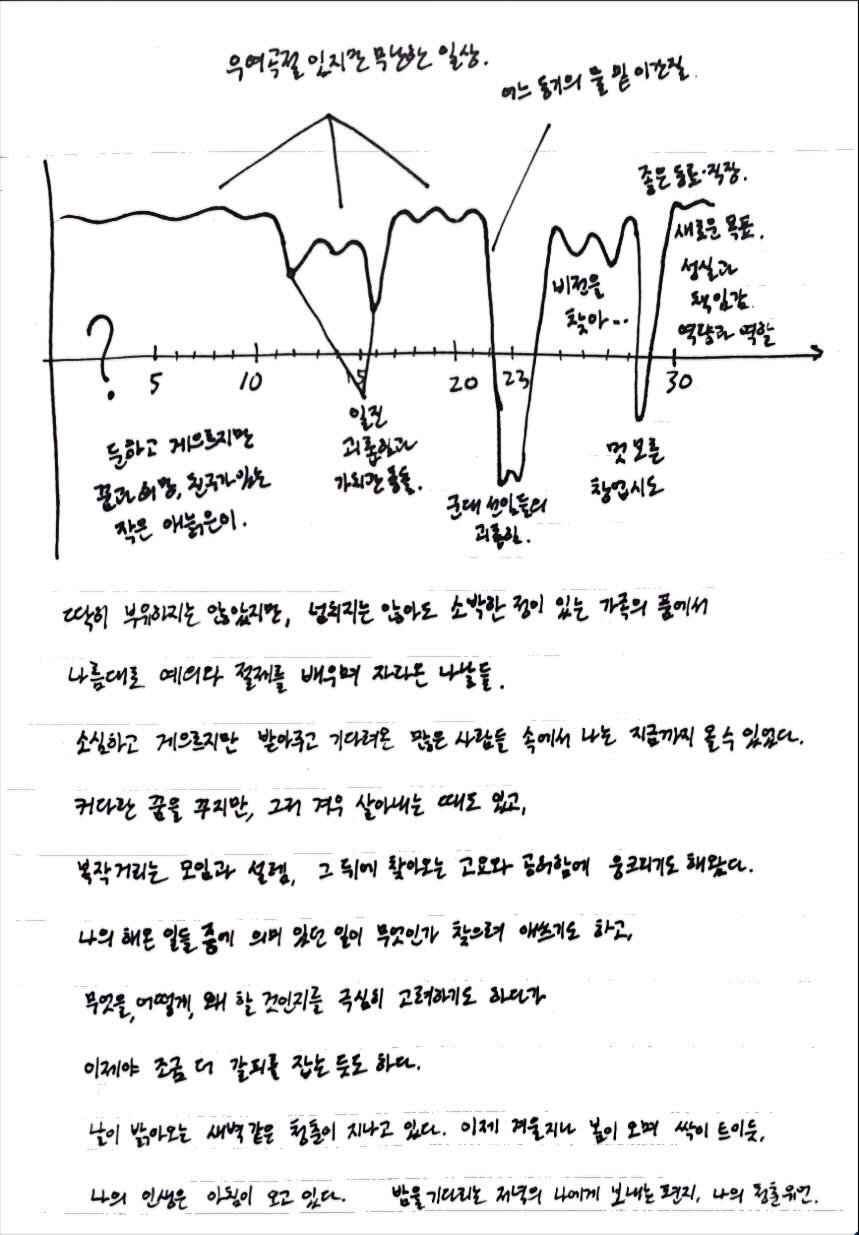 우여곡절 있지만 무난한 일상.
어느 동기의 물 밑 이간질.
좋은 동료·직장.
새로운 목표.
성실과
책임감
역량과 역할
비전을
찾아...
?
5 10 15 20 23 30
둔하고 게으르지만
꿈과 희망, 친구가 있는
작은 애늙은이.
일진
괴롭힘과
가치관 충돌.
군대 선임들의
괴롭힘.
멋 모른
창업시도
딱히 부유하지는 않았지만, 넘치지는 않아도 소박한 정이 있는 가족의 품에서
나름대로 예의와 절제를 배우며 자라온 나날들.
소심하고 게으르지만 받아주고 기다려온 많은 사람들 속에서 나는 지금까지 올 수 있었다.
커다란 꿈을 꾸지만, 그저 겨우 살아내는 때도 있고,
북작거리는 모임과 설렘, 그 뒤에 찾아오는 고요와 공허함에 웅크리기도 해왔다.
나의 해온 일들 중에 의미 있던 일이 무엇인가 찾으려 애쓰기도 하고,
무엇을, 어떻게, 왜 할 것인지를 극심히 고려하기도 하다가
이제야 조금 더 갈피를 잡는 듯도 하다.
날이 밝아오는 새벽 같은 청춘이 지나고 있다. 이제 겨울지나 봄이 오며 싹이 트이듯,
나의 인생은 아침이 오고 있다. 밤을 기다리는 저녁의 나에게 보내는 편지, 나의 청춘유언.